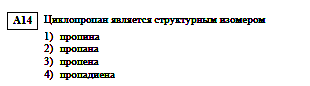 А14 Циклопропан является структурным изомером
1) пропина
2) пропана
3) пропена
4) пропадиена